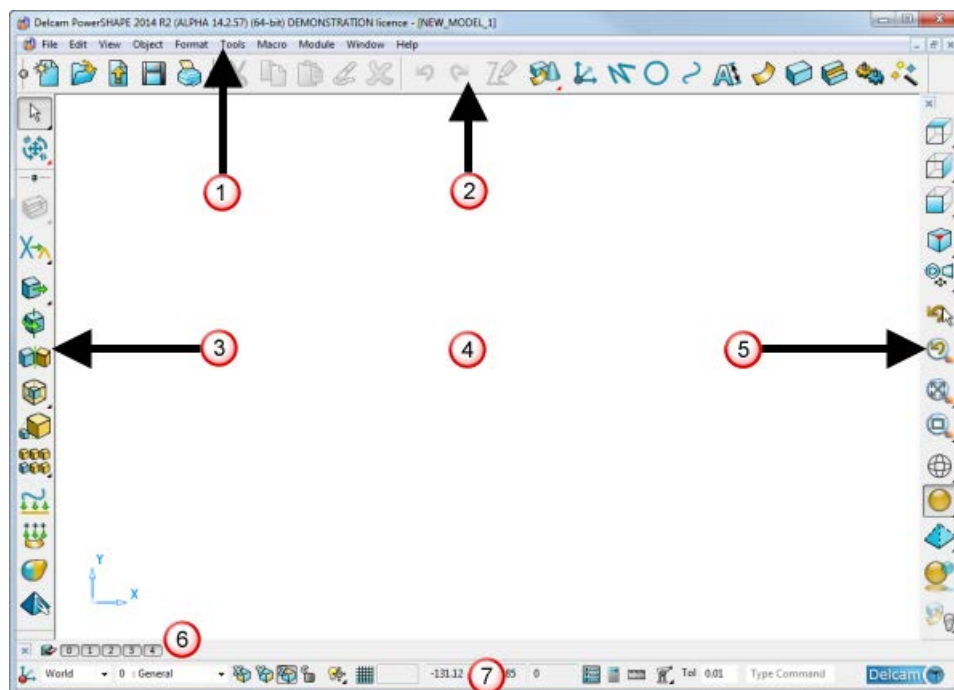 Delcam PowerSHAPE 2014 R2 (ALPHA 14.2.57) (64-bit) DEMONSTRATION licence - [NEW_MODEL_1]
File Edit View Object Format Tools Macro Module Window Help
1
2
3
4
5
Y
X
6
0 1 2 3 4
World 0 : General -131.12 7 85 0 Tol 0.01 Type Command Delcam